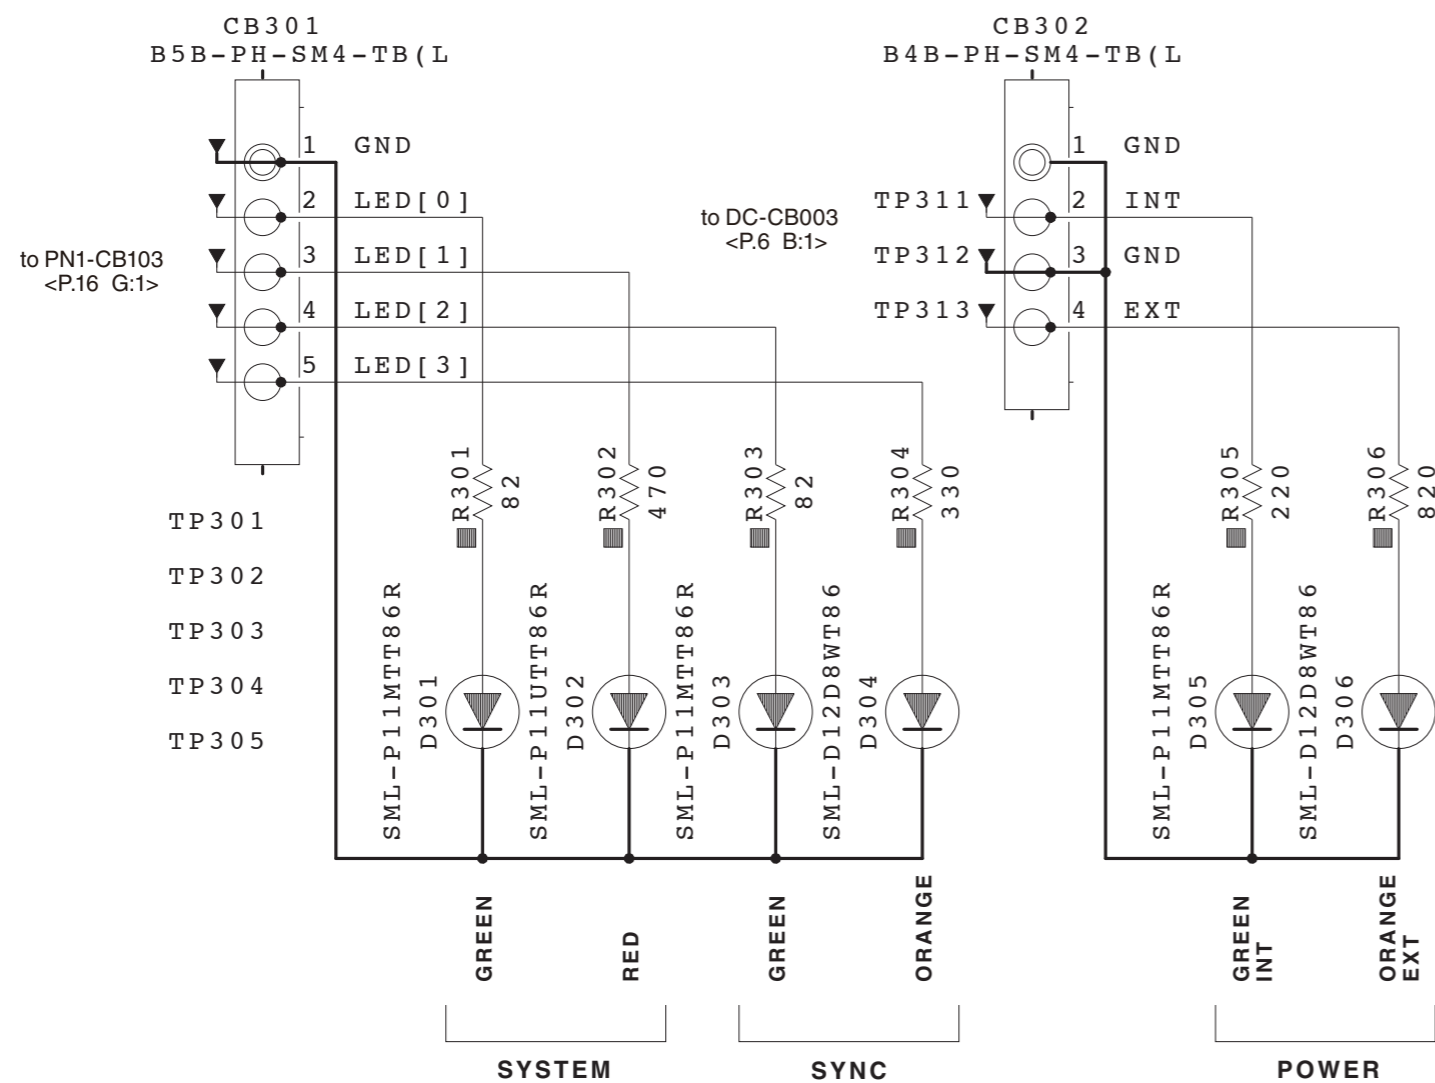 CB301
B5B-PH-SM4-TB(L
1 GND
2 LED[0]
3 LED[1]
4 LED[2]
5 LED[3]
to PN1-CB103
<P.16 G:1>
TP301
TP302
TP303
TP304
TP305
CB302
B4B-PH-SM4-TB(L
1 GND
TP311 2 INT
TP312 3 GND
TP313 4 EXT
to DC-CB003
<P.6 B:1>
R301
82
R302
470
R303
82
R304
330
R305
220
R306
820
SML-P11MTT86R
D301
SML-P11UTT86R
D302
SML-P11MTT86R
D303
SML-D12D8WT86
D304
SML-P11MTT86R
D305
SML-D12D8WT86
D306
GREEN
RED
GREEN
ORANGE
GREEN
INT
ORANGE
EXT
SYSTEM
SYNC
POWER